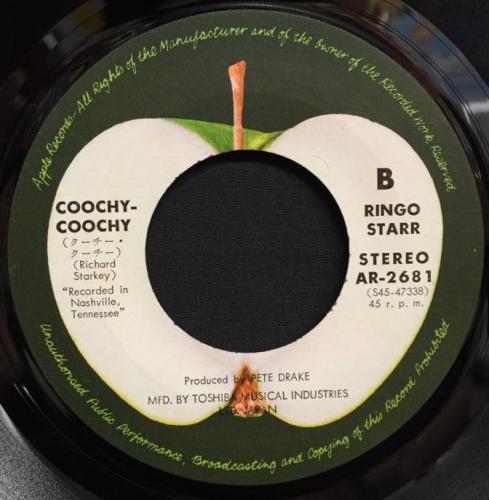 Apple Records-All Rights of the Manufacturer and of the Owner of the Recorded Work Reserved
COOCHY-
COOCHY
(クーチー・
クーチー)
(Richard
Starkey)
"Recorded in
Nashville,
Tennessee"
B
RINGO
STARR
STEREO
AR-2681
(S45-47338)
45 r. p. m.
Produced by PETE DRAKE
MFD. BY TOSHIBA MUSICAL INDUSTRIES
LTD. JAPAN
Unauthorised Public Performance, Broadcasting and Copying of this Record Prohibited